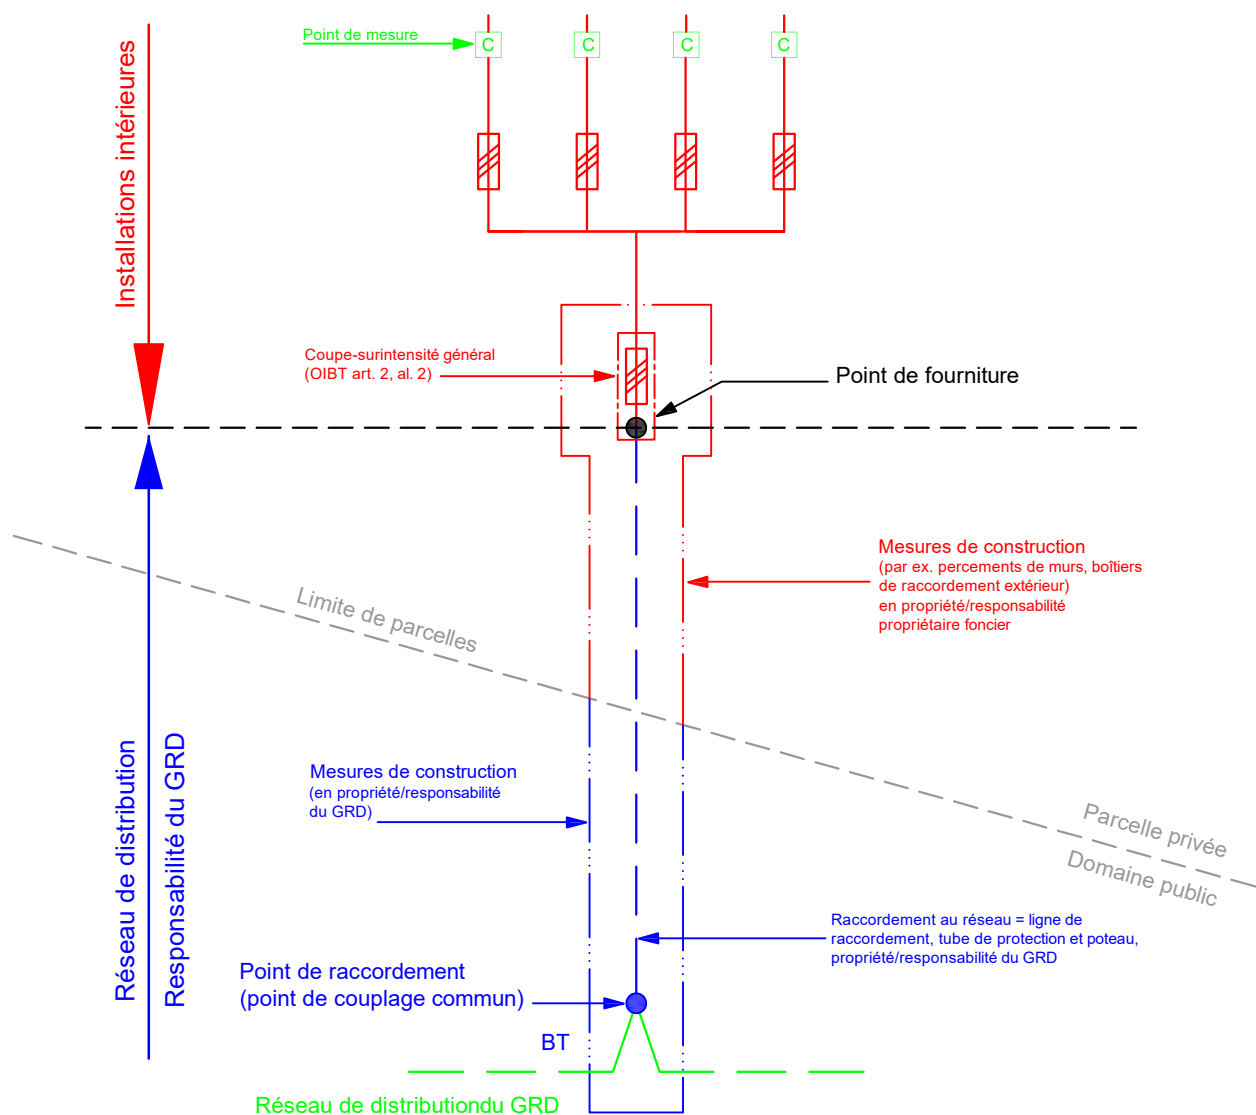 Point de mesure
C
C
C
C
Installations intérieures
Coupe-surintensité général
(OIBT art. 2, al. 2)
Point de fourniture
Mesures de construction
(par ex. percements de murs, boîtiers
de raccordement extérieur)
en propriété/responsabilité
propriétaire foncier
Limite de parcelles
Réseau de distribution
Responsabilité du GRD
Mesures de construction
(en propriété/responsabilité
du GRD)
Parcelle privée
Domaine public
Raccordement au réseau = ligne de
raccordement, tube de protection et poteau,
propriété/responsabilité du GRD
Point de raccordement
(point de couplage commun)
BT
Réseau de distributiondu GRD